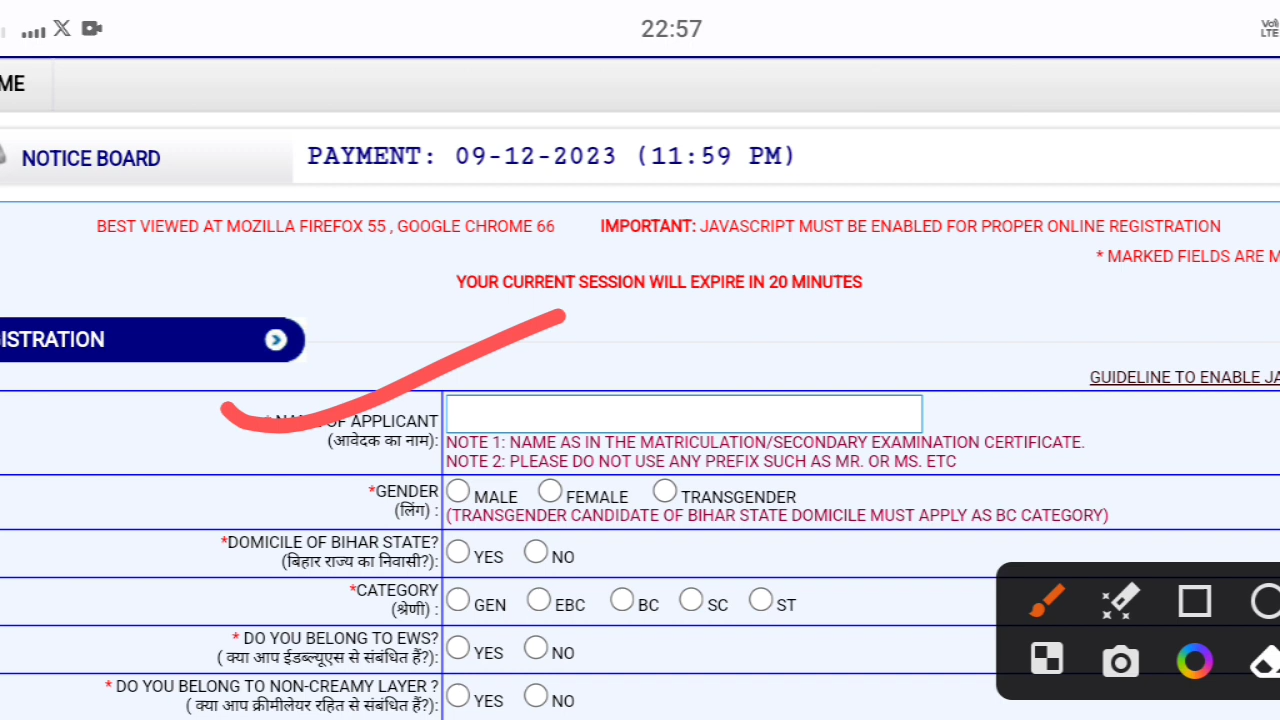 22:57
Vo)
LTE
ME
NOTICE BOARD
PAYMENT: 09-12-2023 (11:59 PM)
BEST VIEWED AT MOZILLA FIREFOX 55 , GOOGLE CHROME 66 IMPORTANT: JAVASCRIPT MUST BE ENABLED FOR PROPER ONLINE REGISTRATION
* MARKED FIELDS ARE M
YOUR CURRENT SESSION WILL EXPIRE IN 20 MINUTES
ISTRATION
GUIDELINE TO ENABLE JA
* NAME OF APPLICANT
(आवेदक का नाम):
NOTE 1: NAME AS IN THE MATRICULATION/SECONDARY EXAMINATION CERTIFICATE.
NOTE 2: PLEASE DO NOT USE ANY PREFIX SUCH AS MR. OR MS. ETC
*GENDER
(लिंग) :
MALE FEMALE TRANSGENDER
(TRANSGENDER CANDIDATE OF BIHAR STATE DOMICILE MUST APPLY AS BC CATEGORY)
*DOMICILE OF BIHAR STATE?
(बिहार राज्य का निवासी?):
YES NO
*CATEGORY
(श्रेणी) :
GEN EBC BC SC ST
* DO YOU BELONG TO EWS?
( क्या आप ईडब्ल्यूएस से संबंधित हैं?):
YES NO
* DO YOU BELONG TO NON-CREAMY LAYER ?
( क्या आप क्रीमीलेयर रहित से संबंधित हैं?):
YES NO